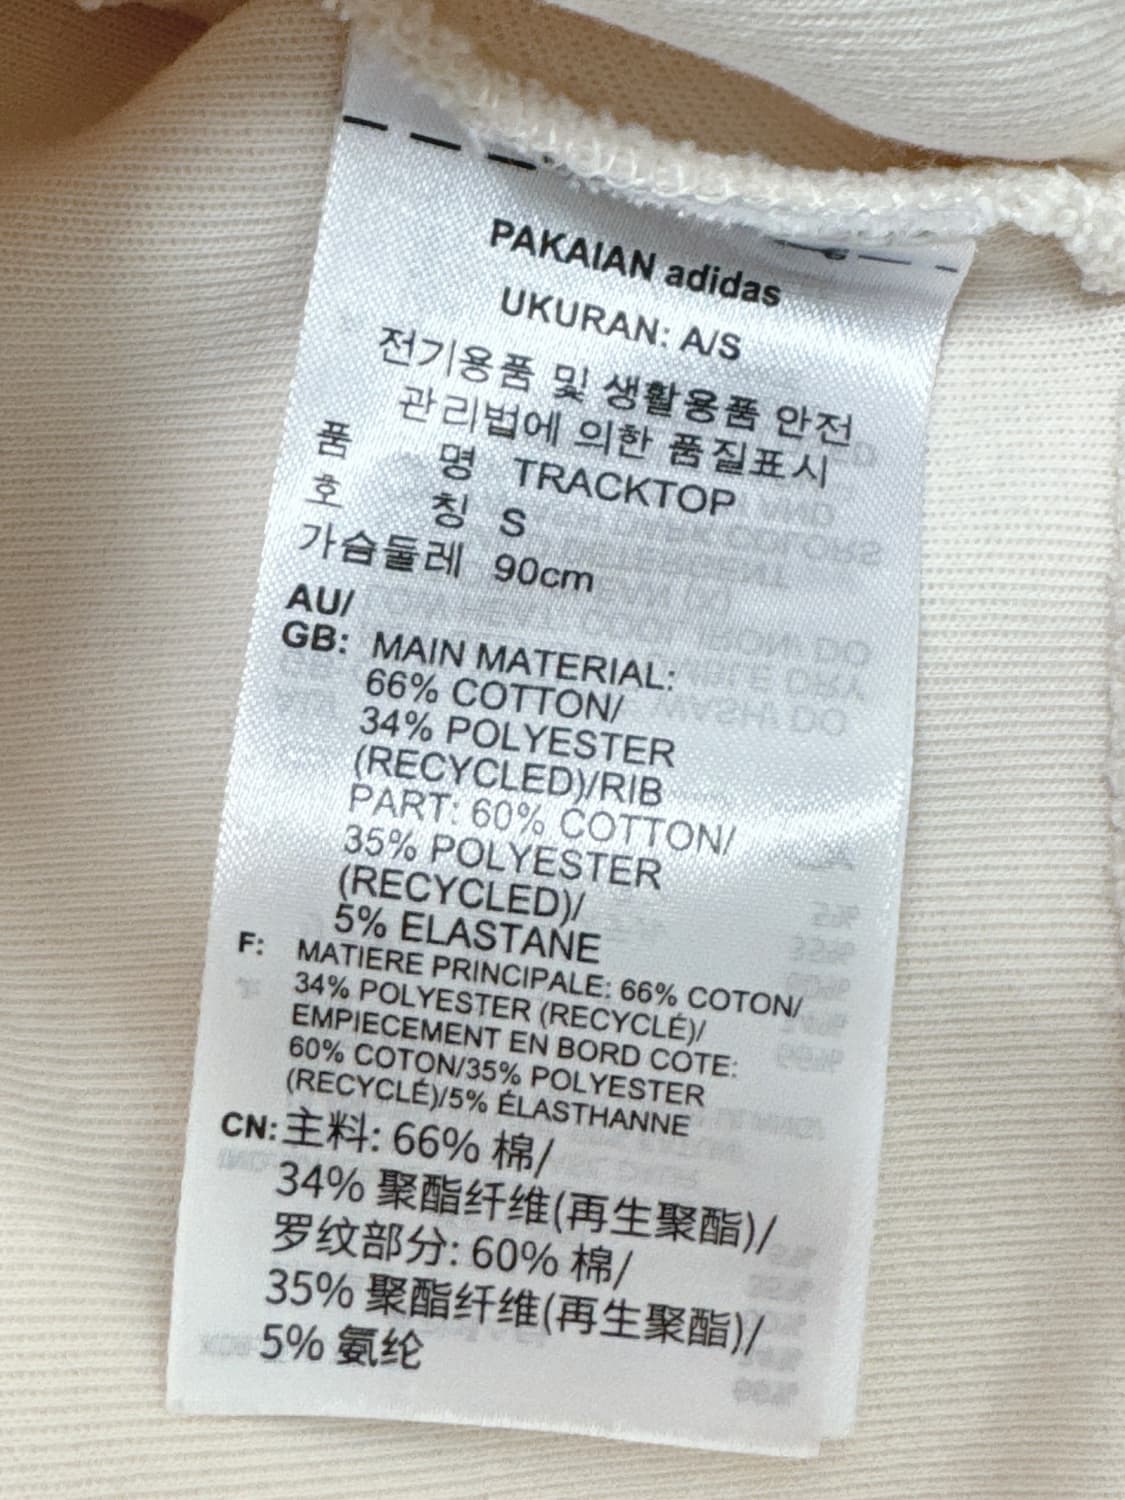 PAKAIAN adidas
UKURAN: A/S
전기용품 및 생활용품 안전
관리법에 의한 품질표시
품 명 TRACKTOP
호 칭 S
가슴둘레 90cm
AU/
GB: MAIN MATERIAL:
66% COTTON/
34% POLYESTER
(RECYCLED)/RIB
PART: 60% COTTON/
35% POLYESTER
(RECYCLED)/
5% ELASTANE
F: MATIERE PRINCIPALE: 66% COTON/
34% POLYESTER (RECYCLÉ)/
EMPIECEMENT EN BORD COTE:
60% COTON/35% POLYESTER
(RECYCLÉ)/5% ÉLASTHANNE
CN: 主料: 66% 棉/
34% 聚酯纤维(再生聚酯)/
罗纹部分: 60% 棉/
35% 聚酯纤维(再生聚酯)/
5% 氨纶